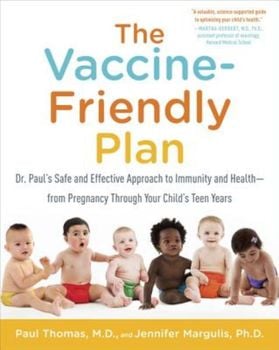 "A valuable, science-supported guide to
optimizing your child's health."
—MARTHA HERBERT, M.D., PH.D.,
assistant professor of neurology,
Harvard Medical School
The
Vaccine-
Friendly
Plan
Dr. Paul's Safe and Effective Approach to Immunity and Health—
from Pregnancy Through Your Child's Teen Years
Paul Thomas, M.D., and Jennifer Margulis, Ph.D.